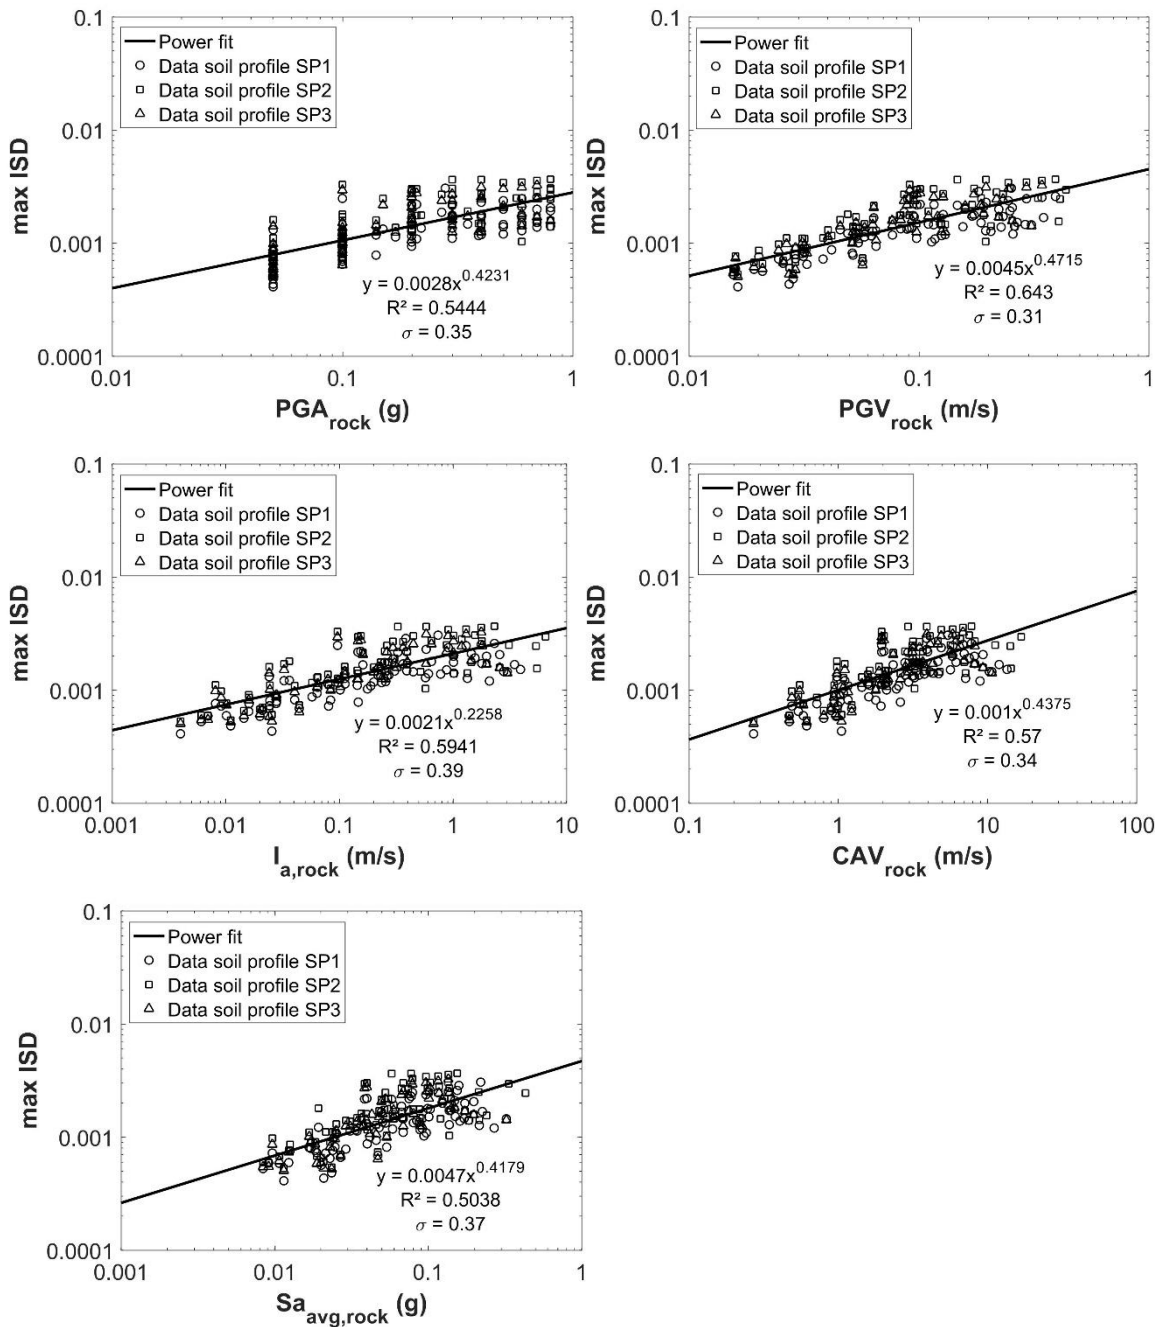 0.1
0.01
0.001
0.0001
max ISD
Power fit
Data soil profile SP1
Data soil profile SP2
Data soil profile SP3
y = 0.0028x^0.4231
R² = 0.5444
σ = 0.35
0.01 0.1 1
PGA_rock (g)
0.1
0.01
0.001
0.0001
max ISD
Power fit
Data soil profile SP1
Data soil profile SP2
Data soil profile SP3
y = 0.0045x^0.4715
R² = 0.643
σ = 0.31
0.01 0.1 1
PGV_rock (m/s)
0.1
0.01
0.001
0.0001
max ISD
Power fit
Data soil profile SP1
Data soil profile SP2
Data soil profile SP3
y = 0.0021x^0.2258
R² = 0.5941
σ = 0.39
0.001 0.01 0.1 1 10
I_a,rock (m/s)
0.1
0.01
0.001
0.0001
max ISD
Power fit
Data soil profile SP1
Data soil profile SP2
Data soil profile SP3
y = 0.001x^0.4375
R² = 0.57
σ = 0.34
0.1 1 10 100
CAV_rock (m/s)
0.1
0.01
0.001
0.0001
max ISD
Power fit
Data soil profile SP1
Data soil profile SP2
Data soil profile SP3
y = 0.0047x^0.4179
R² = 0.5038
σ = 0.37
0.001 0.01 0.1 1
Sa_avg,rock (g)